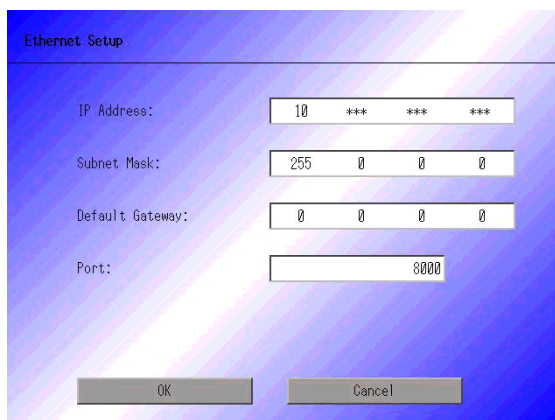 Ethernet Setup
IP Address: 10 *** *** ***
Subnet Mask: 255 0 0 0
Default Gateway: 0 0 0 0
Port: 8000
OK Cancel